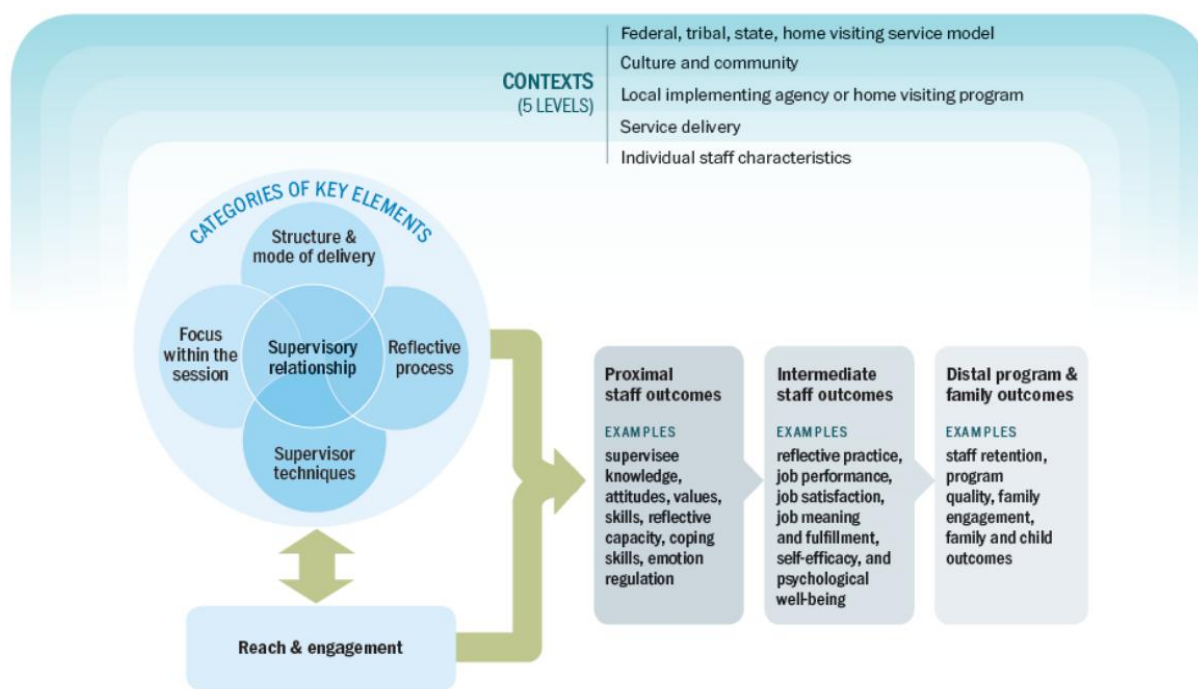 CONTEXTS
(5 LEVELS)
Federal, tribal, state, home visiting service model
Culture and community
Local implementing agency or home visiting program
Service delivery
Individual staff characteristics
CATEGORIES OF KEY ELEMENTS
Structure &
mode of delivery
Focus
within the
session
Supervisory
relationship
Reflective
process
Supervisor
techniques
Reach & engagement
Proximal
staff outcomes
EXAMPLES
supervisee
knowledge,
attitudes, values,
skills, reflective
capacity, coping
skills, emotion
regulation
Intermediate
staff outcomes
EXAMPLES
reflective practice,
job performance,
job satisfaction,
job meaning
and fulfillment,
self-efficacy, and
psychological
well-being
Distal program &
family outcomes
EXAMPLES
staff retention,
program
quality, family
engagement,
family and child
outcomes